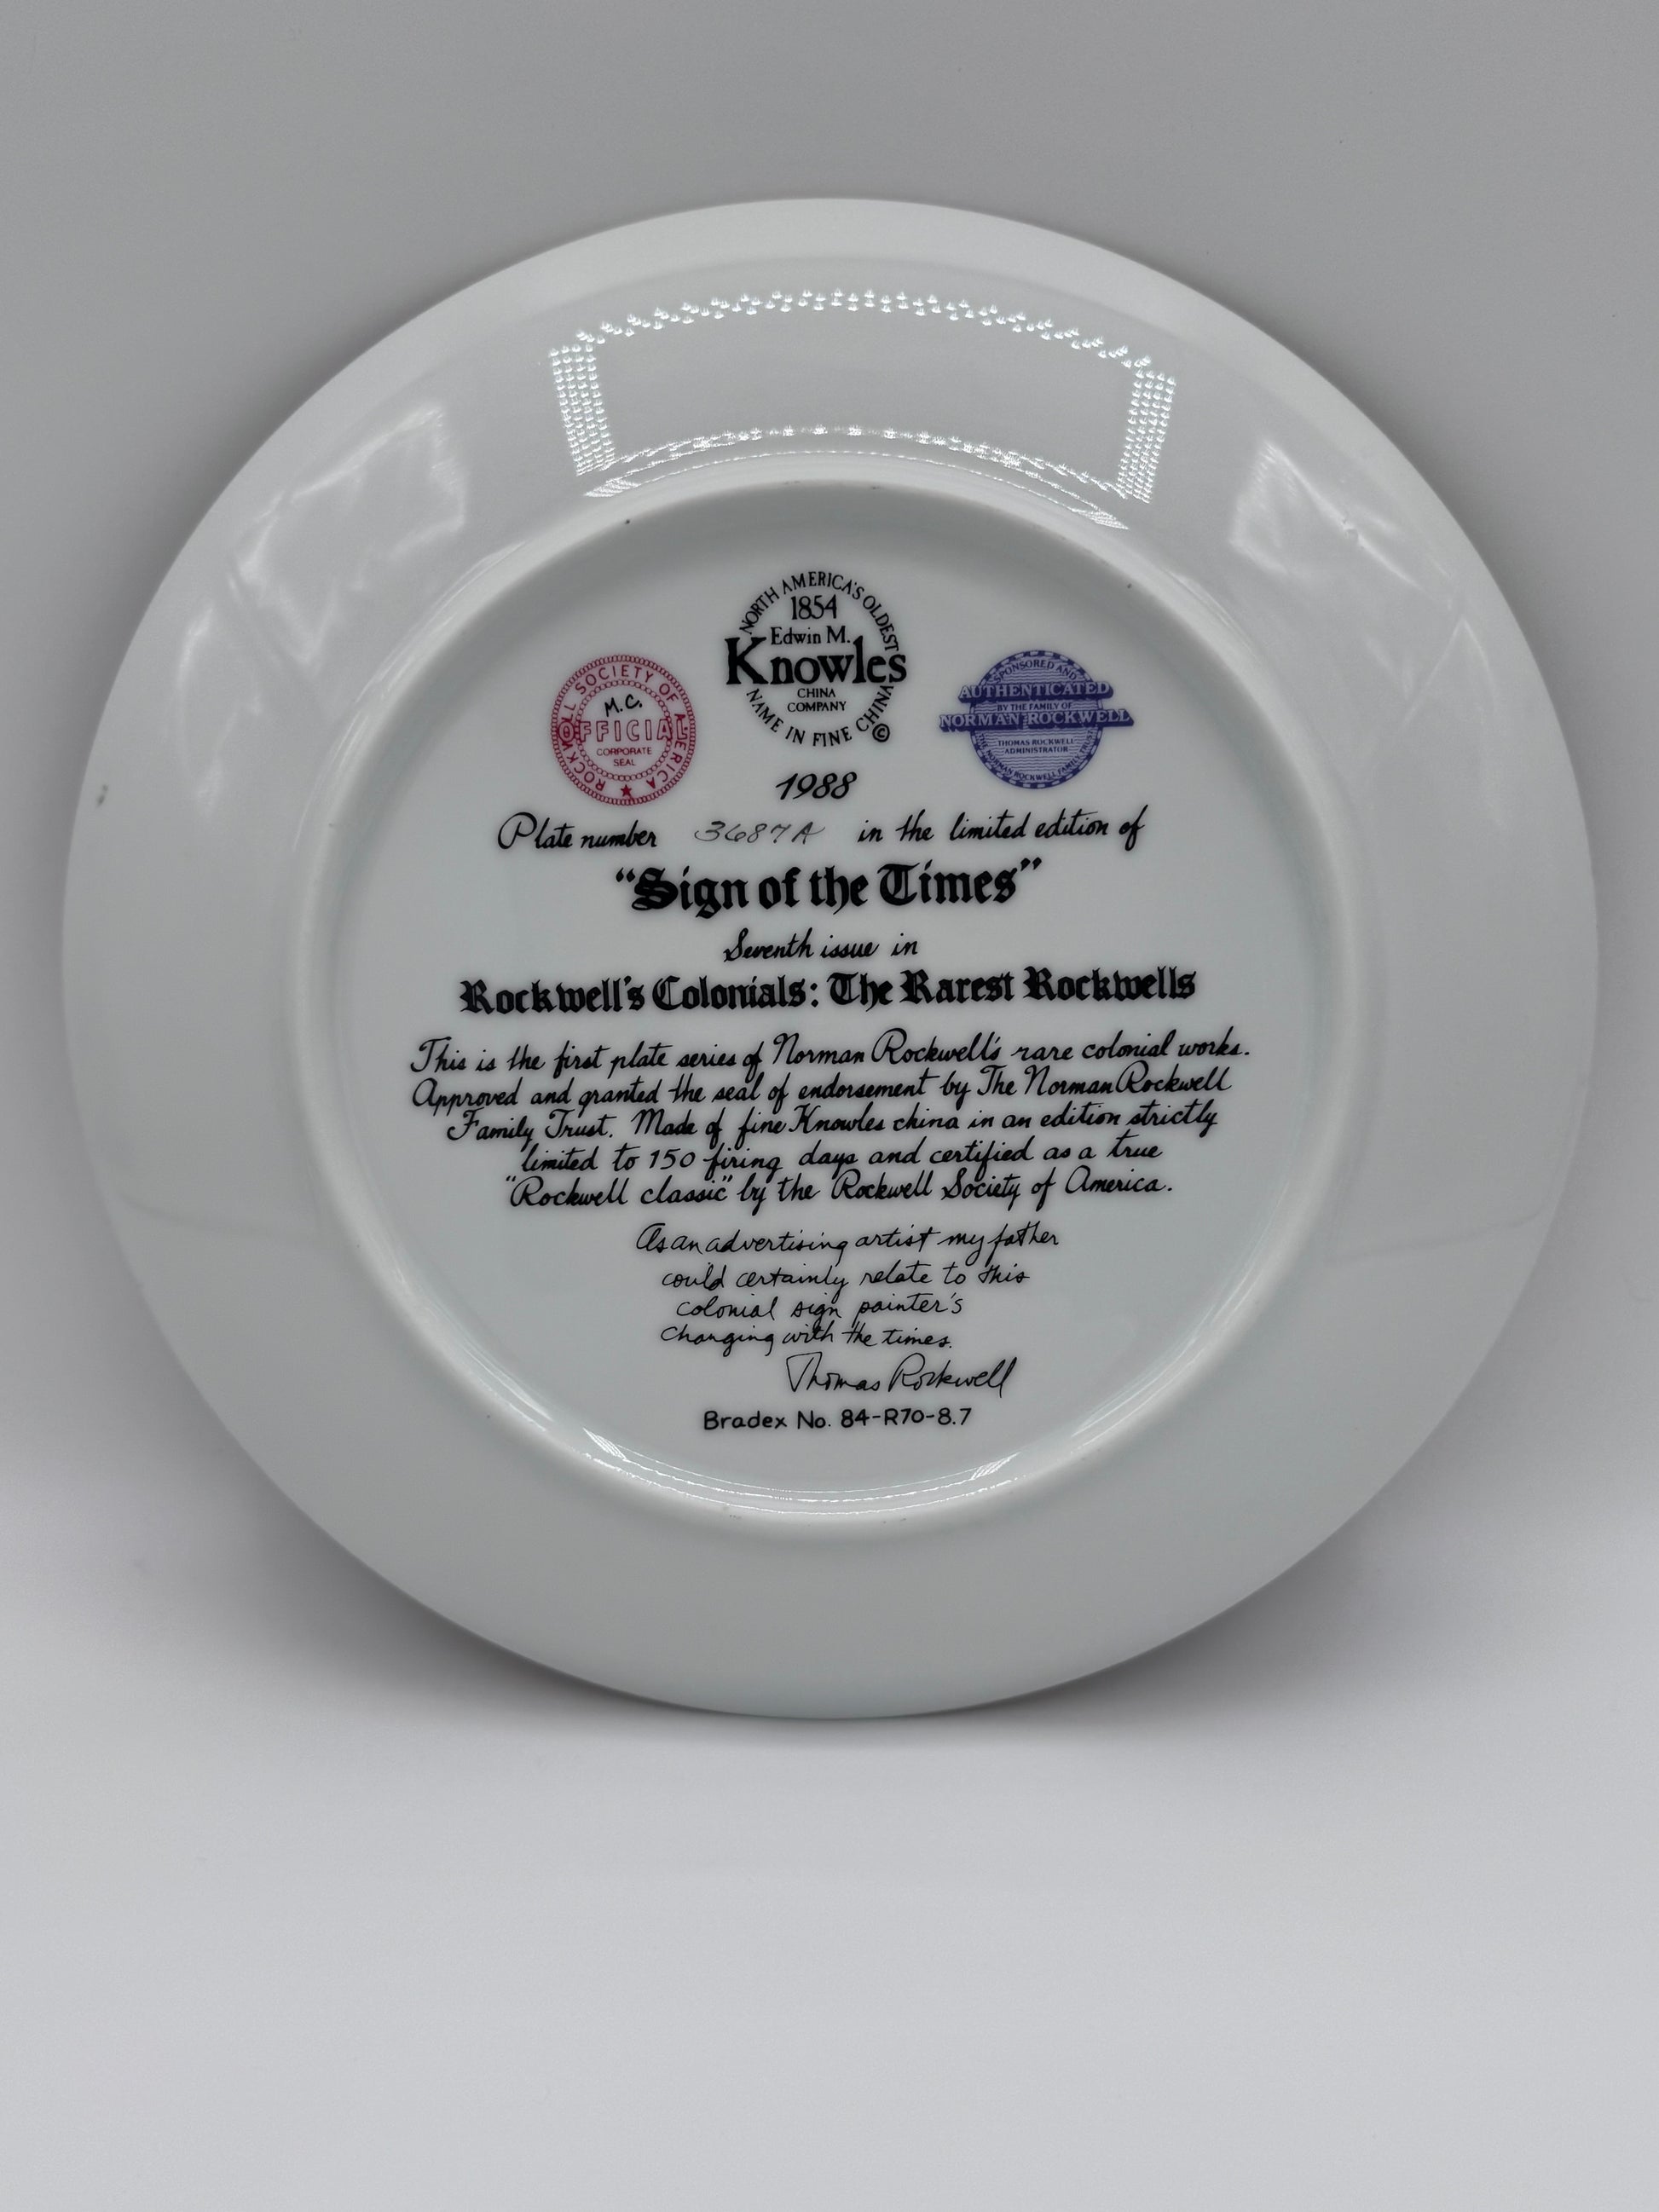 NORTH AMERICA'S OLDEST
1854
Edwin M.
Knowles
CHINA
COMPANY
NAME IN FINE CHINA
©
ROCKWELL SOCIETY OF AMERICA
M.C.
OFFICIAL
CORPORATE
SEAL
SPONSORED AND
AUTHENTICATED
BY THE FAMILY OF
NORMAN ROCKWELL
THOMAS ROCKWELL
ADMINISTRATOR
THE NORMAN ROCKWELL FAMILY TRUST
1988
Plate number 3687A in the limited edition of
“Sign of the Times”
Seventh issue in
Rockwell's Colonials: The Rarest Rockwells
This is the first plate series of Norman Rockwell's rare colonial works.
Approved and granted the seal of endorsement by The Norman Rockwell
Family Trust. Made of fine Knowles china in an edition strictly
limited to 150 firing days and certified as a true
"Rockwell classic" by the Rockwell Society of America.
As an advertising artist my father
could certainly relate to this
colonial sign painter's
changing with the times.
Thomas Rockwell
Bradex No. 84-R70-8.7